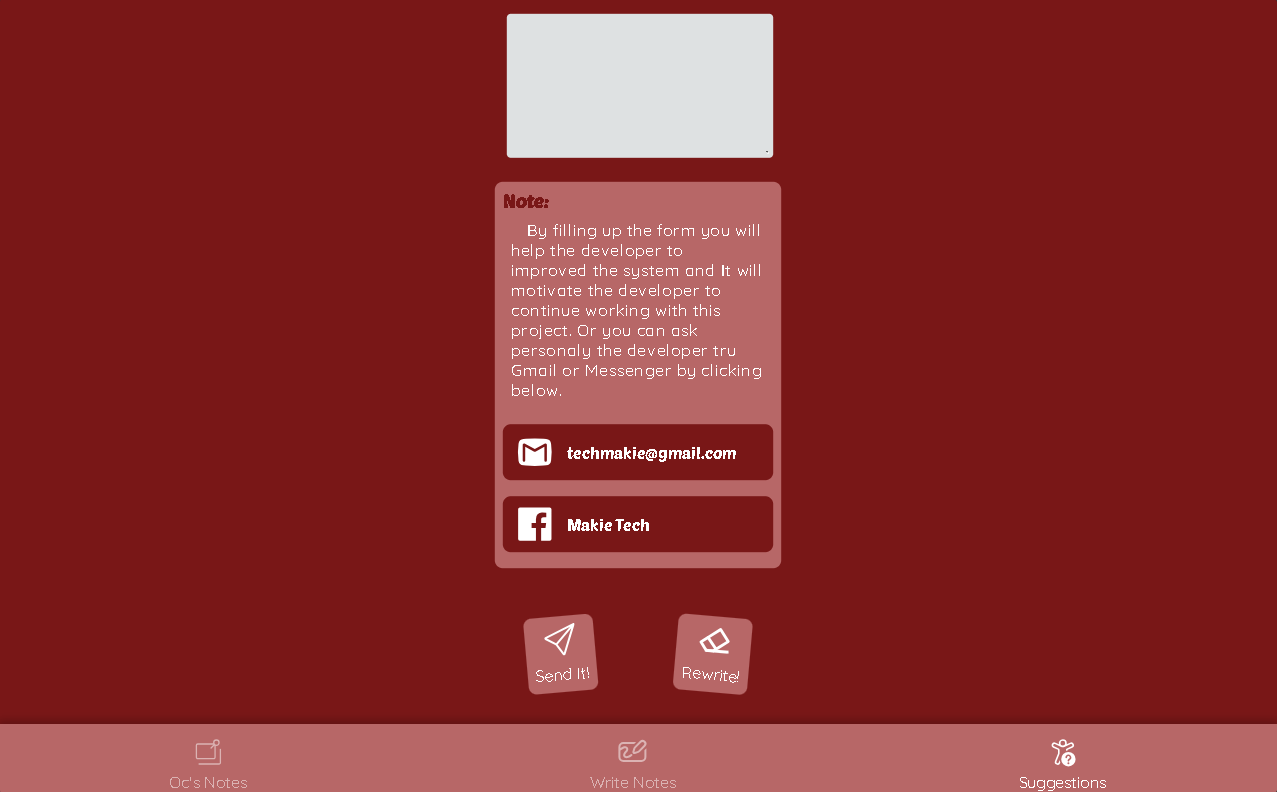 Note:
By filling up the form you will
help the developer to
improved the system and It will
motivate the developer to
continue working with this
project. Or you can ask
personaly the developer tru
Gmail or Messenger by clicking
below.
techmakie@gmail.com
Makie Tech
Send It!
Rewrite!
Oc's Notes
Write Notes
Suggestions